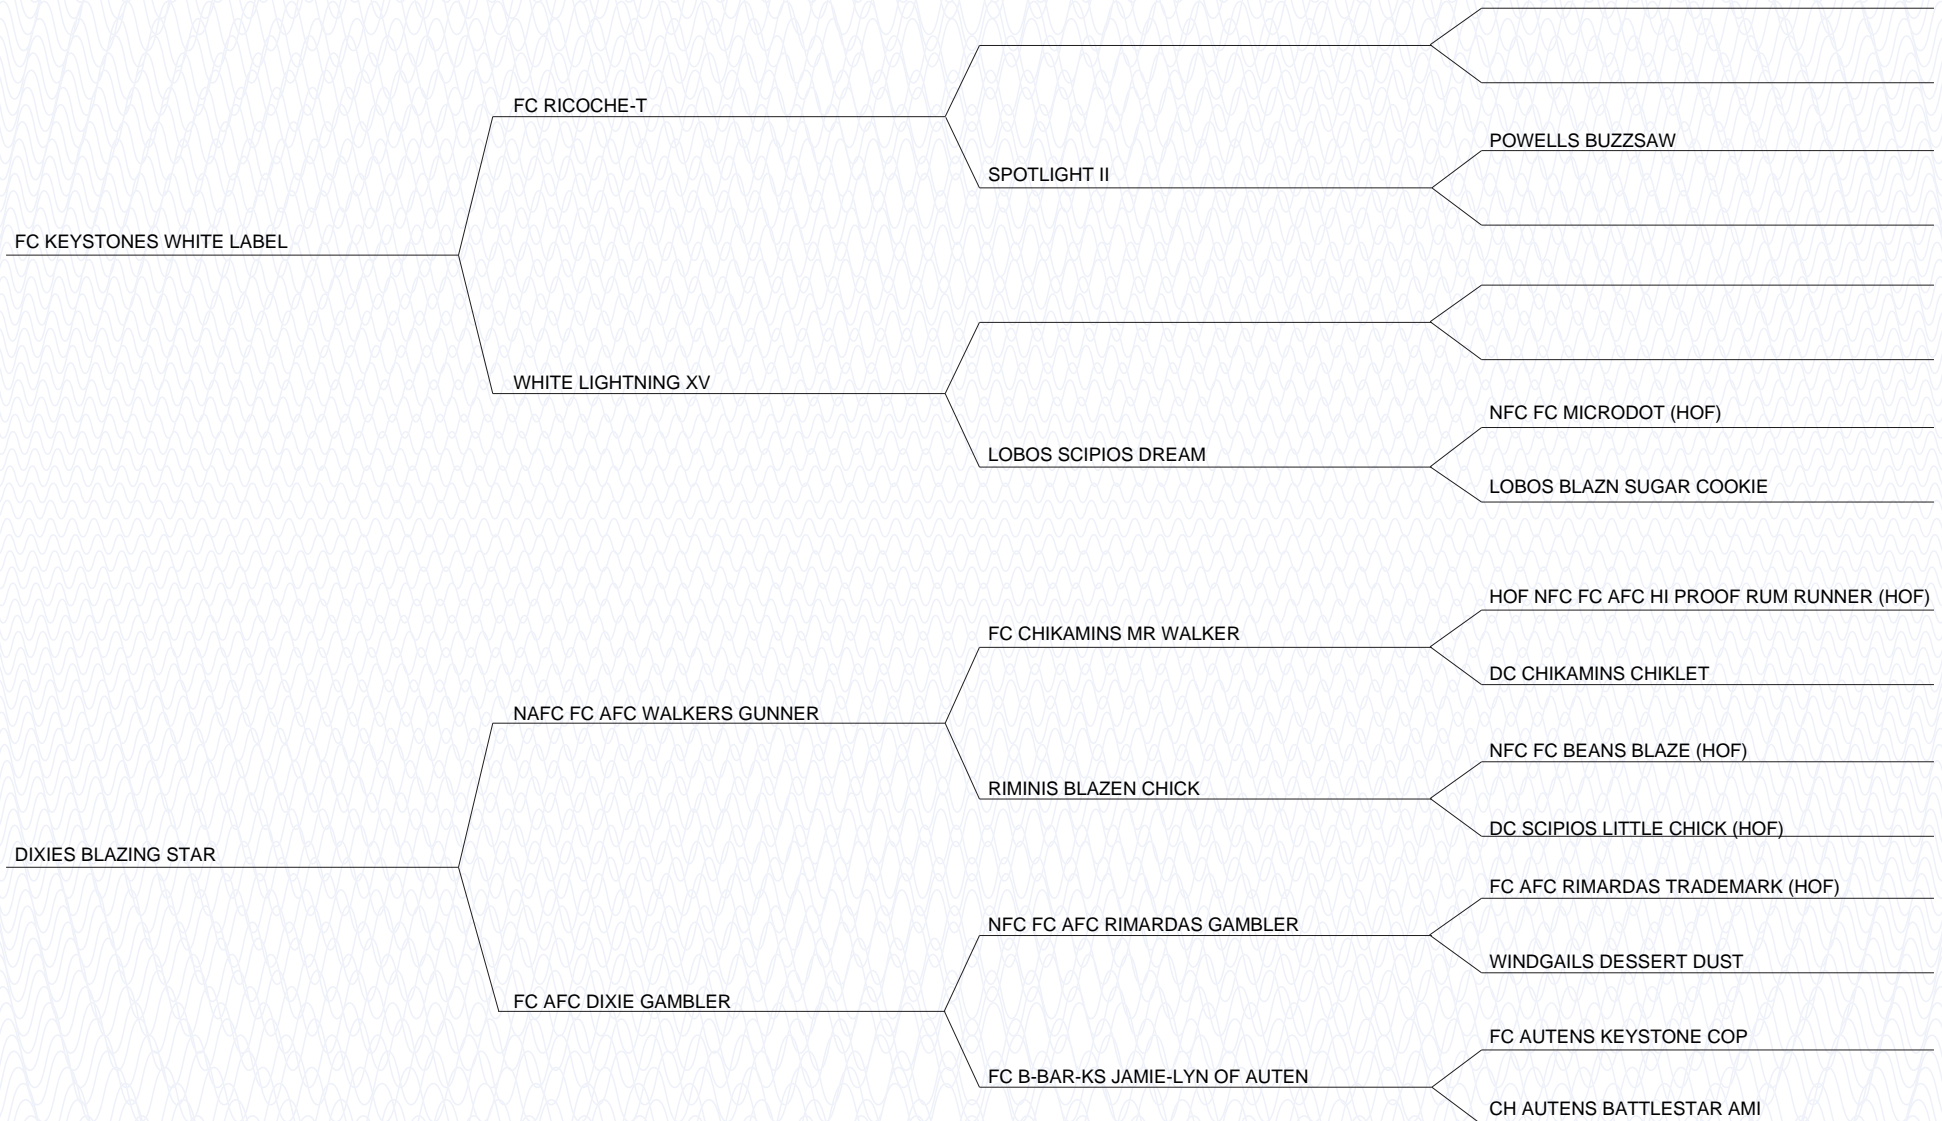 FC RICOCHE-T
POWELLS BUZZSAW
SPOTLIGHT II
FC KEYSTONES WHITE LABEL
WHITE LIGHTNING XV
NFC FC MICRODOT (HOF)
LOBOS SCIPIOS DREAM
LOBOS BLAZN SUGAR COOKIE
HOF NFC FC AFC HI PROOF RUM RUNNER (HOF)
FC CHIKAMINS MR WALKER
DC CHIKAMINS CHIKLET
NAFC FC AFC WALKERS GUNNER
NFC FC BEANS BLAZE (HOF)
RIMINIS BLAZEN CHICK
DC SCIPIOS LITTLE CHICK (HOF)
DIXIES BLAZING STAR
FC AFC RIMARDAS TRADEMARK (HOF)
NFC FC AFC RIMARDAS GAMBLER
WINDGAILS DESSERT DUST
FC AFC DIXIE GAMBLER
FC AUTENS KEYSTONE COP
FC B-BAR-KS JAMIE-LYN OF AUTEN
CH AUTENS BATTLESTAR AMI